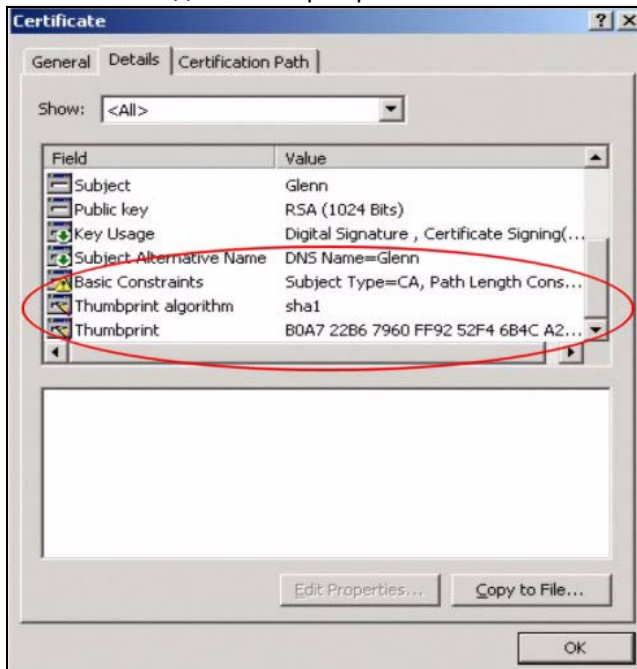 Certificate
General Details Certification Path
Show: <All>
Field Value
Subject Glenn
Public key RSA (1024 Bits)
Key Usage Digital Signature , Certificate Signing(...
Subject Alternative Name DNS Name=Glenn
Basic Constraints Subject Type=CA, Path Length Cons...
Thumbprint algorithm sha1
Thumbprint B0A7 22B6 7960 FF92 52F4 6B4C A2...
Edit Properties... Copy to File...
OK